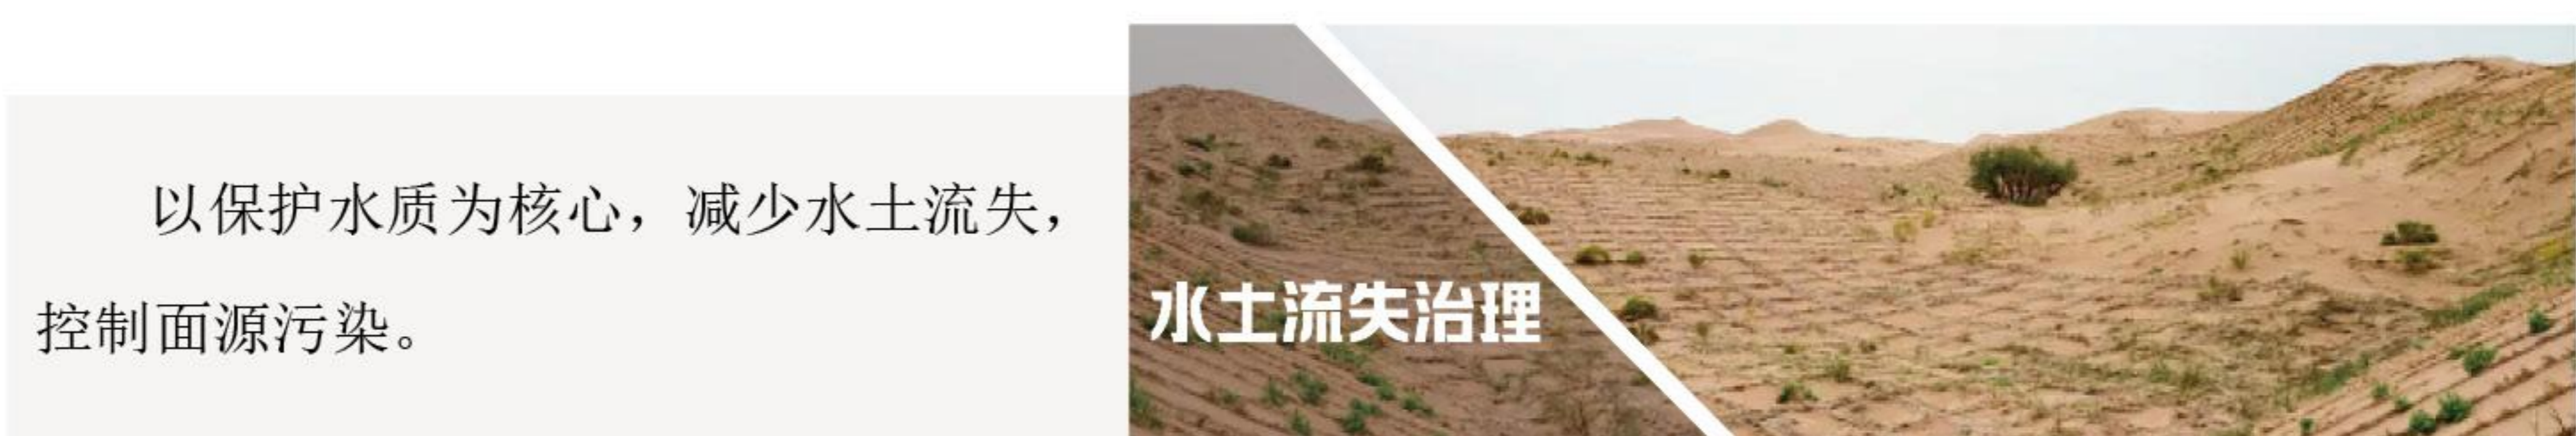 以保护水质为核心，减少水土流失，
控制面源污染。
水土流失治理